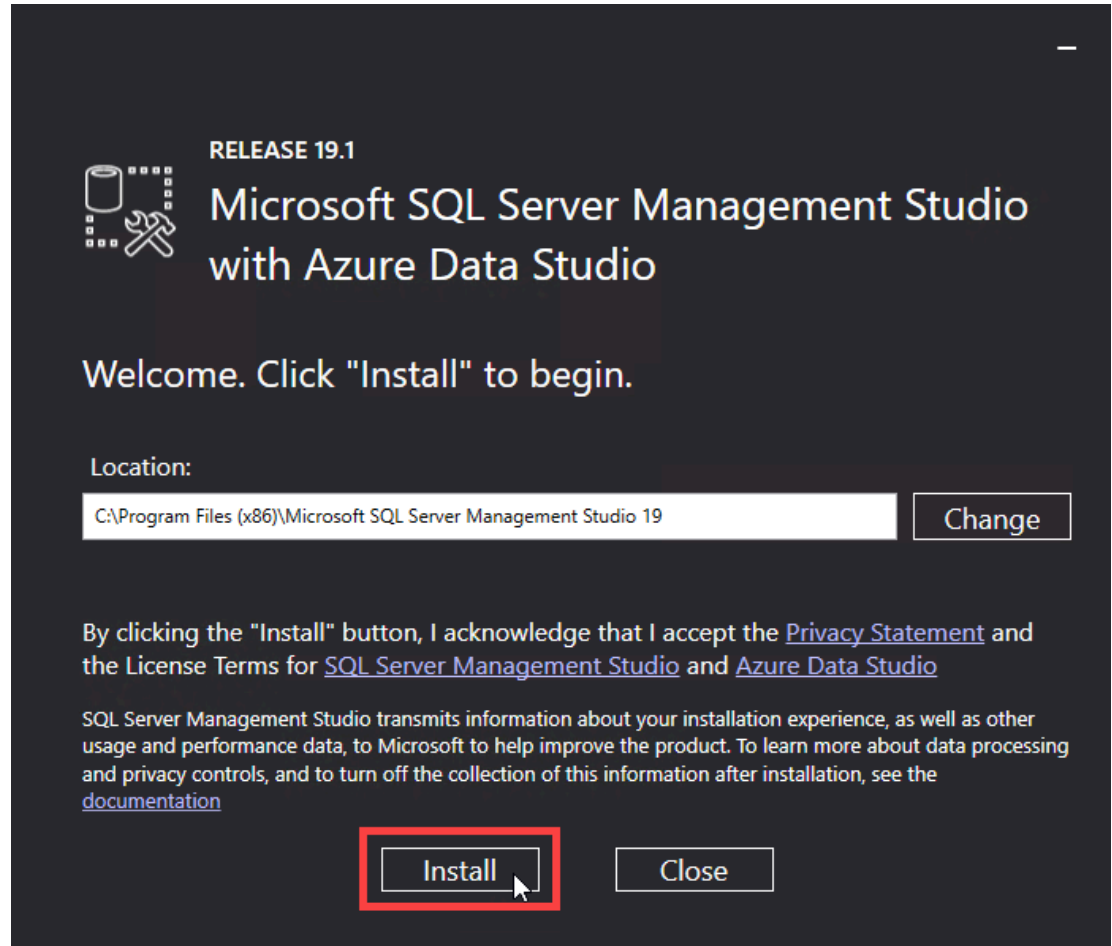 RELEASE 19.1
Microsoft SQL Server Management Studio
with Azure Data Studio
Welcome. Click "Install" to begin.
Location:
C:\Program Files (x86)\Microsoft SQL Server Management Studio 19
Change
By clicking the "Install" button, I acknowledge that I accept the Privacy Statement and
the License Terms for SQL Server Management Studio and Azure Data Studio
SQL Server Management Studio transmits information about your installation experience, as well as other
usage and performance data, to Microsoft to help improve the product. To learn more about data processing
and privacy controls, and to turn off the collection of this information after installation, see the
documentation
Install
Close